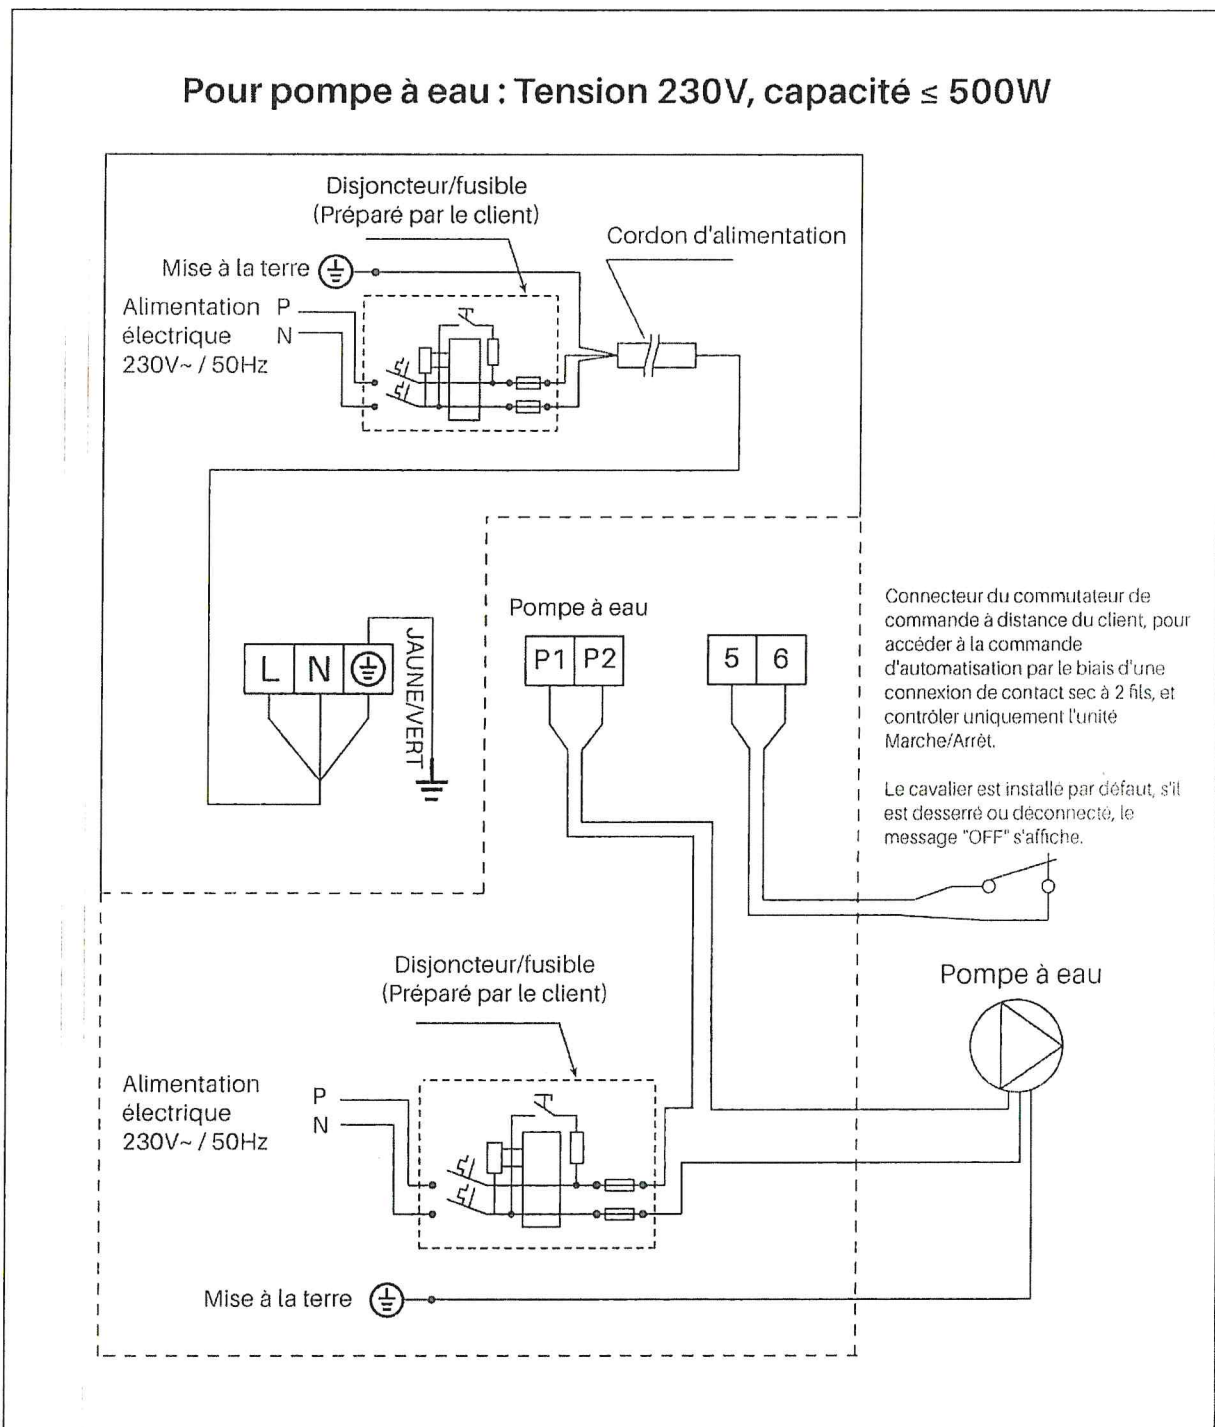 Pour pompe à eau : Tension 230V, capacité ≤ 500W
Disjoncteur/fusible
(Préparé par le client)
Cordon d'alimentation
Mise à la terre
Alimentation P
électrique N
230V~ / 50Hz
Pompe à eau
L N
JAUNE/VERT
P1 P2
5 6
Connecteur du commutateur de
commande à distance du client, pour
accéder à la commande
d'automatisation par le biais d'une
connexion de contact sec à 2 fils, et
contrôler uniquement l'unité
Marche/Arrêt.
Le cavalier est installé par défaut, s'il
est desserré ou déconnecté, le
message "OFF" s'affiche.
Disjoncteur/fusible
(Préparé par le client)
Pompe à eau
Alimentation
électrique
230V~ / 50Hz
P
N
Mise à la terre